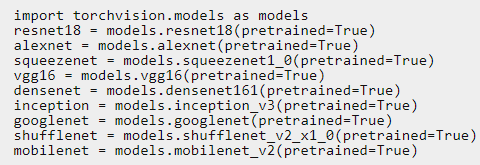 import torchvision.models as models
resnet18 = models.resnet18(pretrained=True)
alexnet = models.alexnet(pretrained=True)
squeezenet = models.squeezenet1_0(pretrained=True)
vgg16 = models.vgg16(pretrained=True)
densenet = models.densenet161(pretrained=True)
inception = models.inception_v3(pretrained=True)
googlenet = models.googlenet(pretrained=True)
shufflenet = models.shufflenet_v2_x1_0(pretrained=True)
mobilenet = models.mobilenet_v2(pretrained=True)